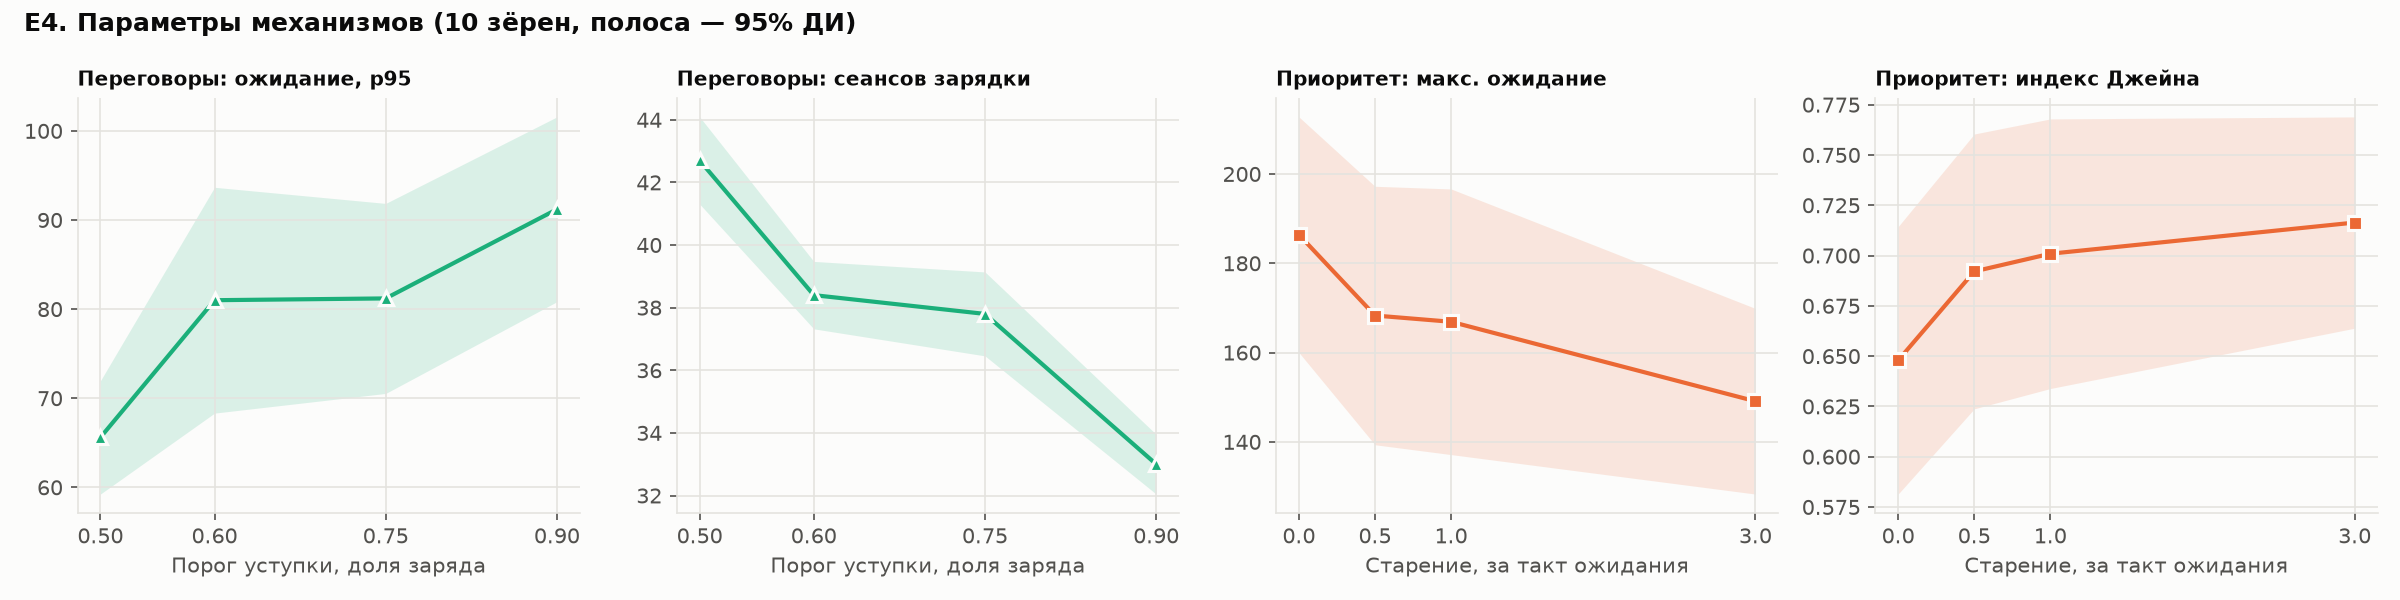 E4. Параметры механизмов (10 зёрен, полоса — 95% ДИ)
Переговоры: ожидание, p95
100
90
80
70
60
0.50 0.60 0.75 0.90
Порог уступки, доля заряда
Переговоры: сеансов зарядки
44
42
40
38
36
34
32
0.50 0.60 0.75 0.90
Порог уступки, доля заряда
Приоритет: макс. ожидание
200
180
160
140
0.0 0.5 1.0 3.0
Старение, за такт ожидания
Приоритет: индекс Джейна
0.775
0.750
0.725
0.700
0.675
0.650
0.625
0.600
0.575
0.0 0.5 1.0 3.0
Старение, за такт ожидания